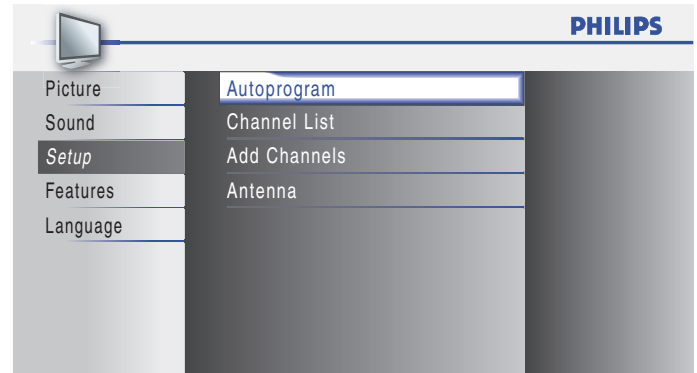 PHILIPS
Picture
Sound
Setup
Features
Language
Autoprogram
Channel List
Add Channels
Antenna